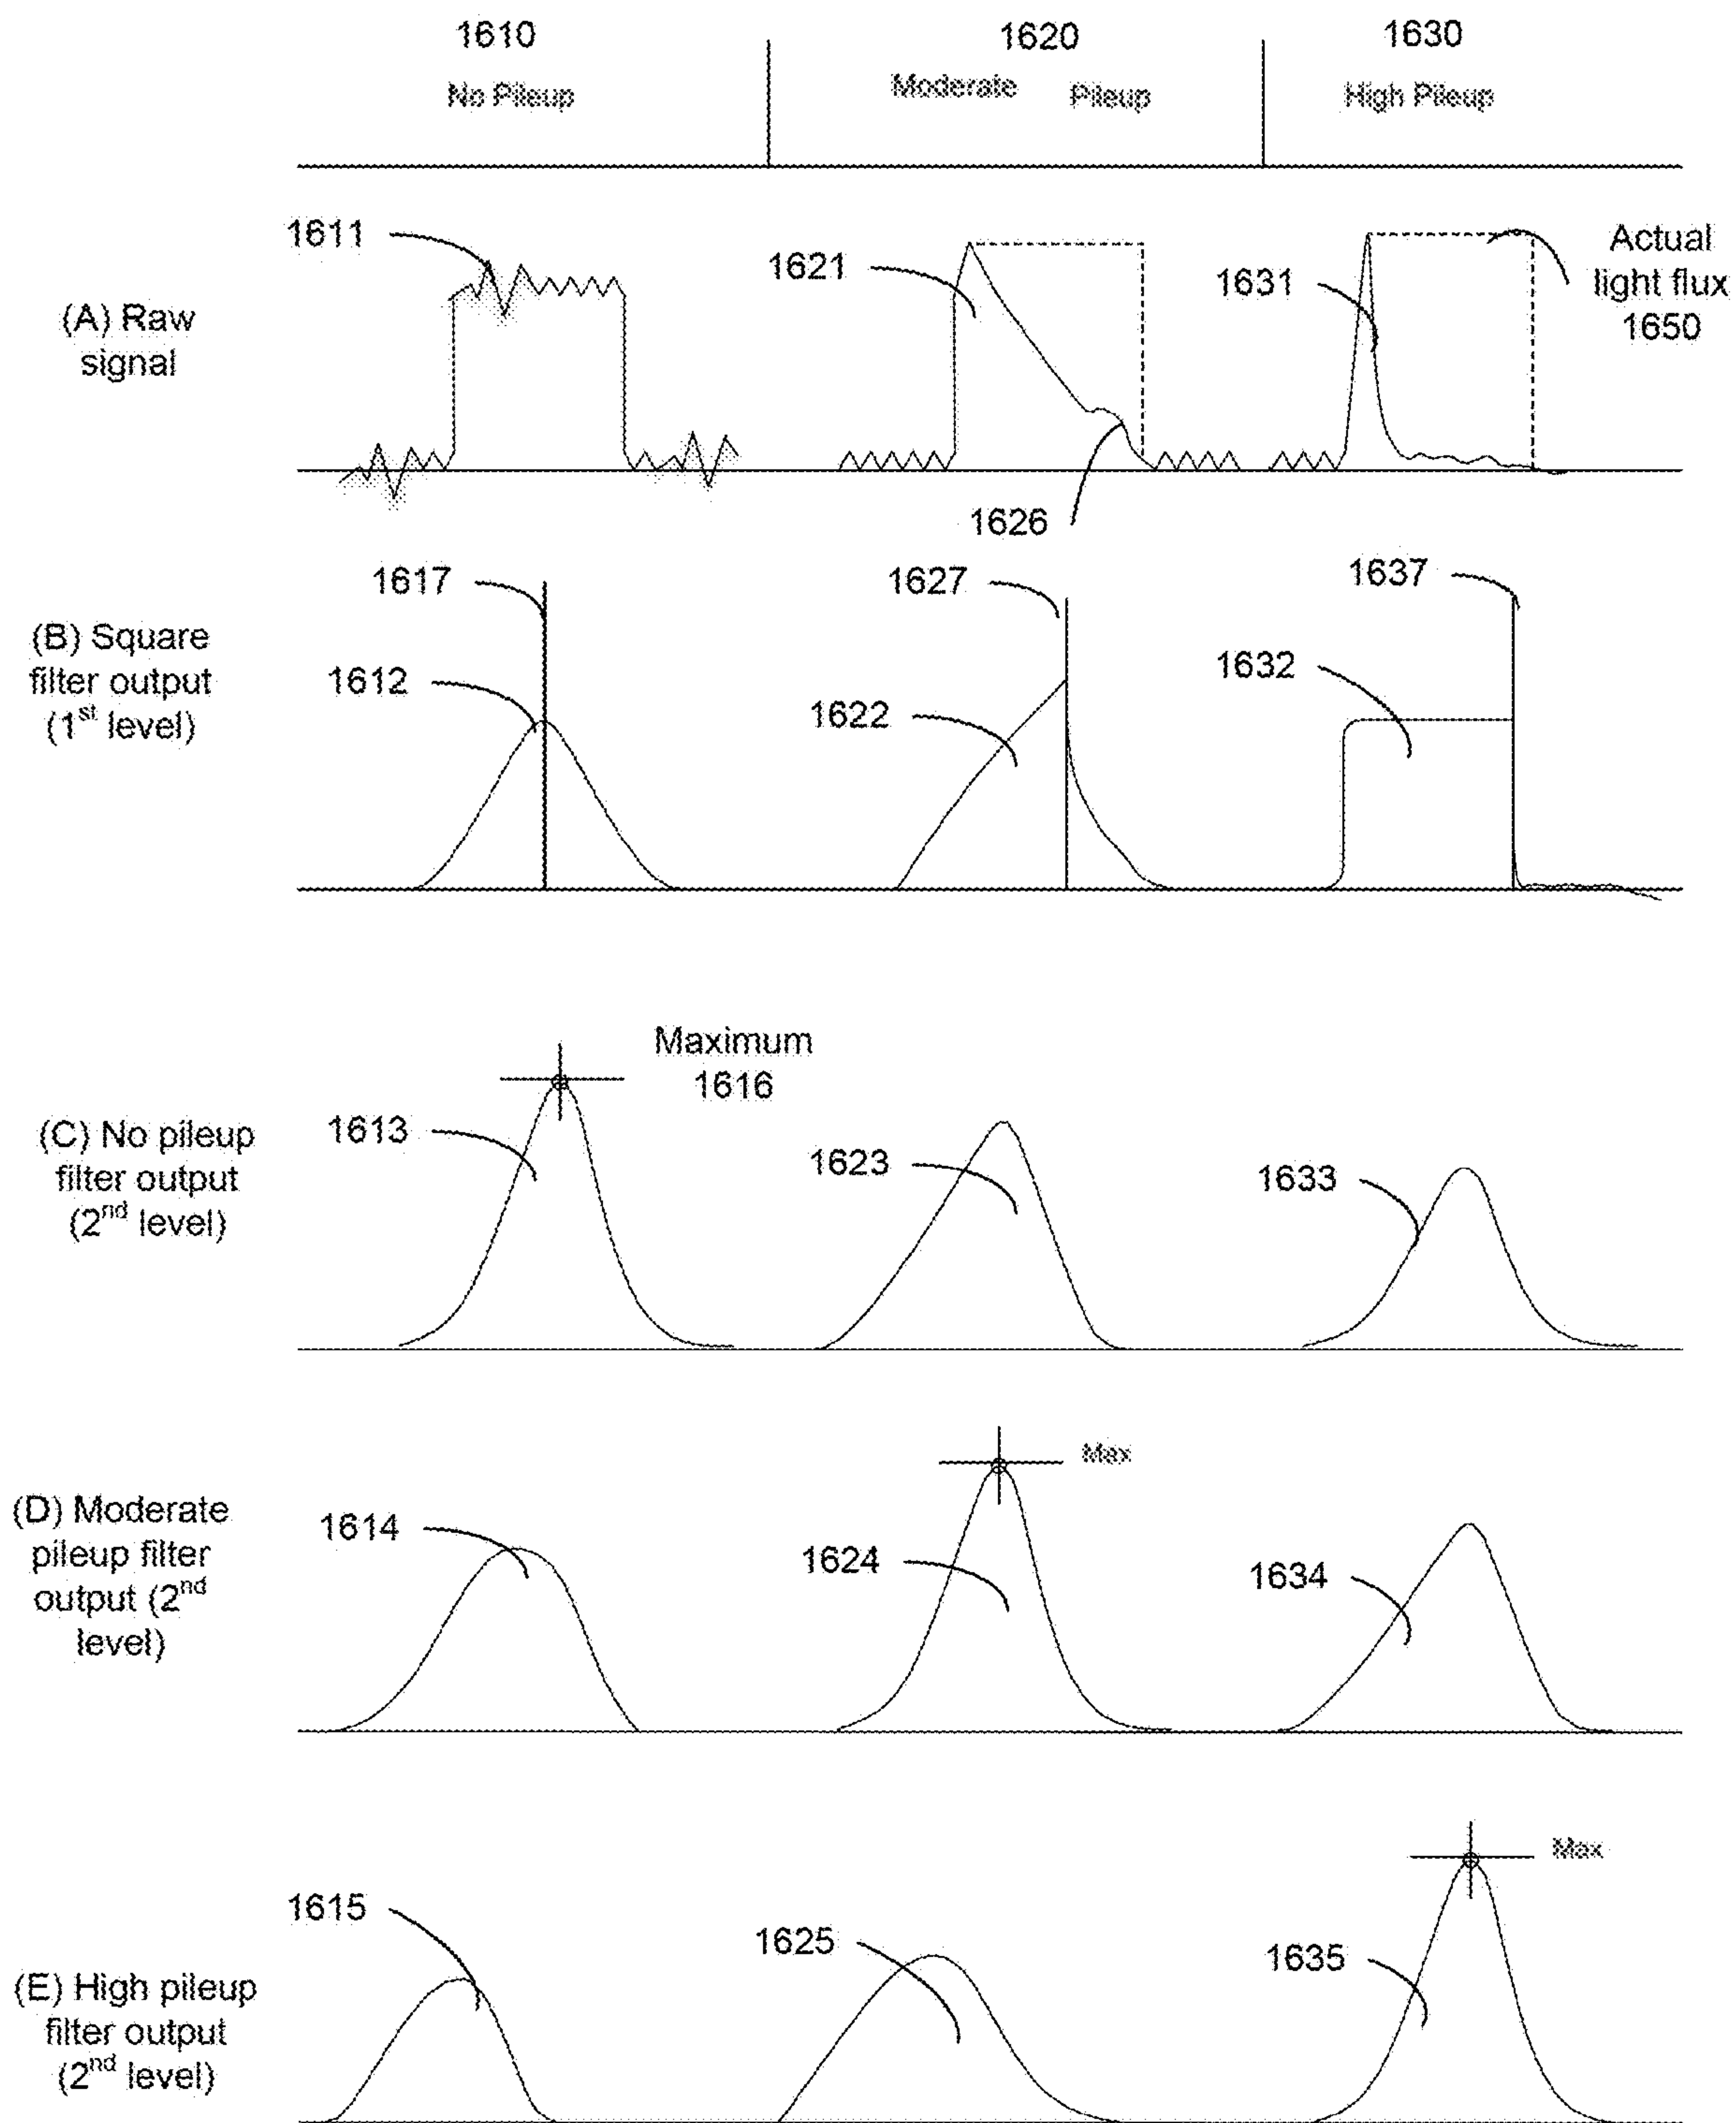 1610
1620
1630
No Pileup
Moderate Pileup
High Pileup
(A) Raw
signal
1611
1621
1626
1631
Actual
light flux
1650
(B) Square
filter output
(1st level)
1617
1612
1627
1622
1637
1632
(C) No pileup
filter output
(2nd level)
1613
Maximum
1616
1623
1633
(D) Moderate
pileup filter
output (2nd
level)
1614
1624
Max
1634
(E) High pileup
filter output
(2nd level)
1615
1625
1635
Max